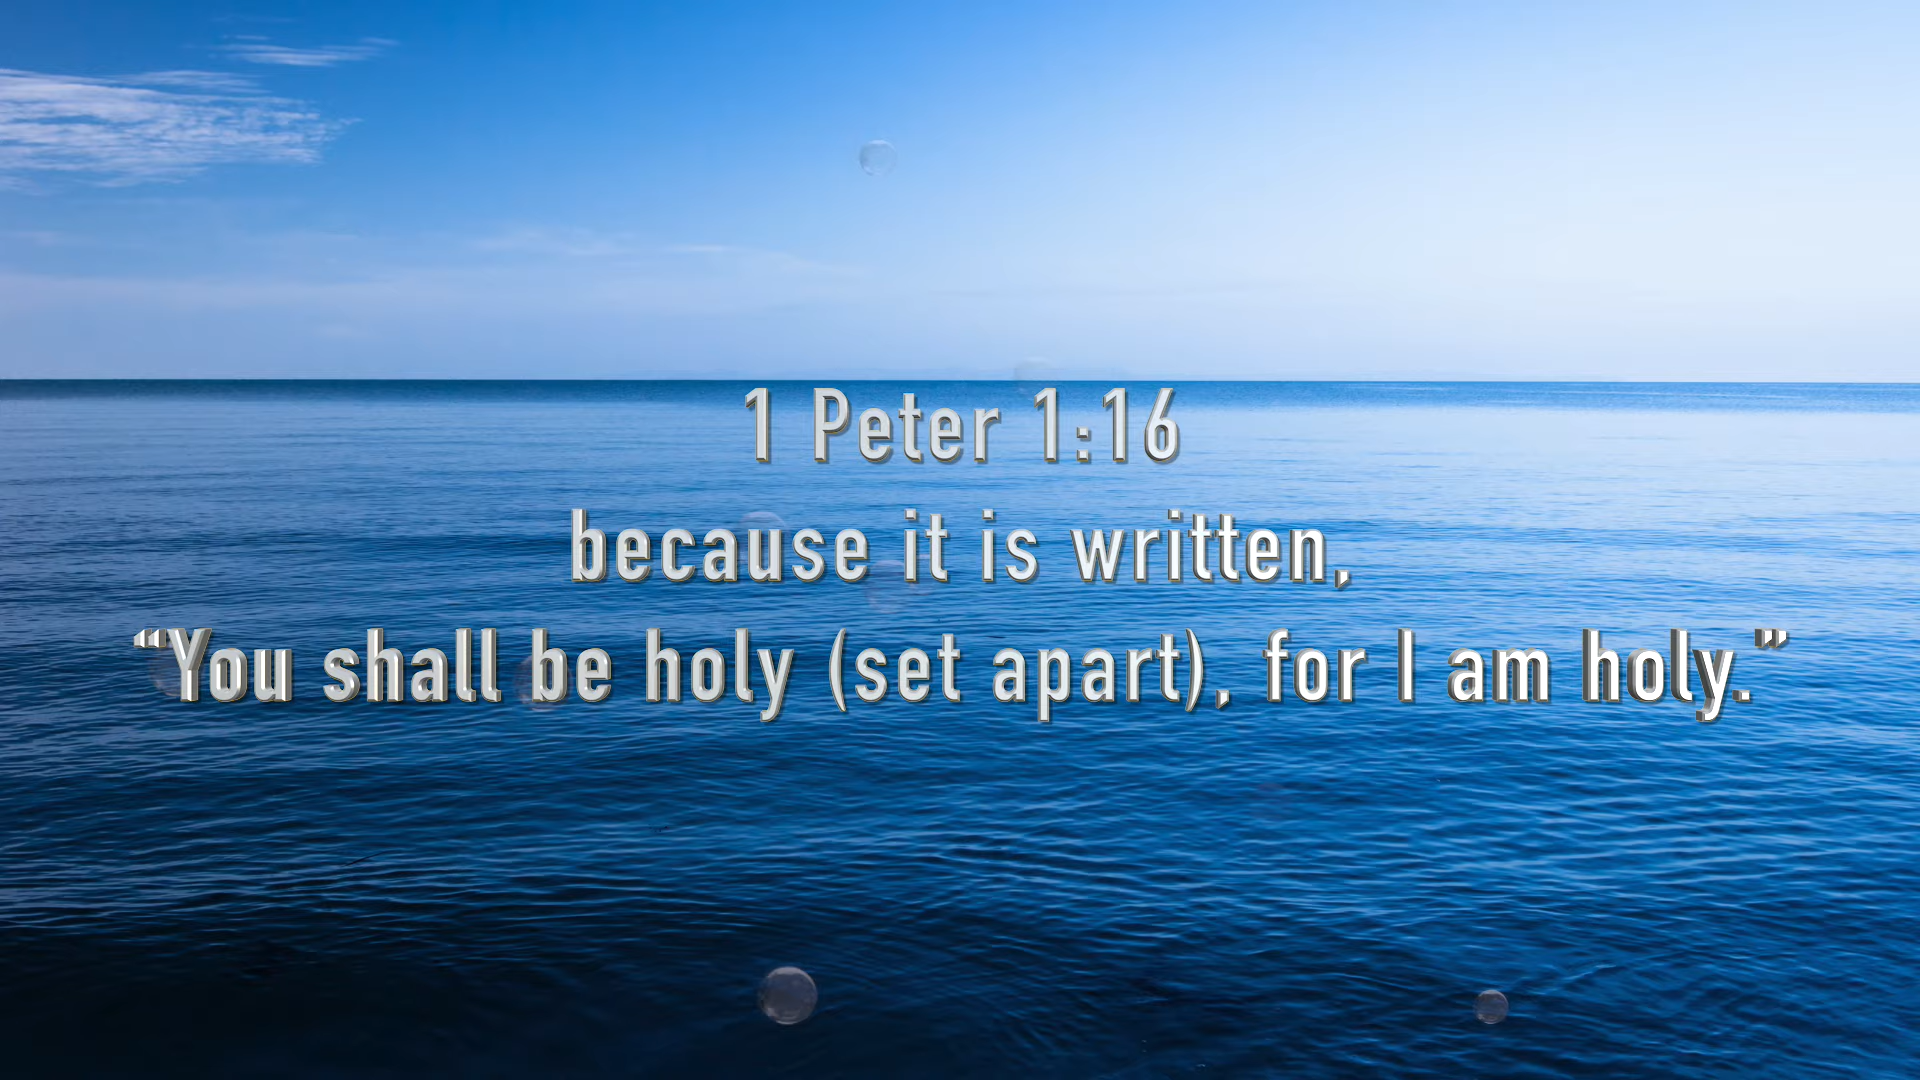 1 Peter 1:16
because it is written,
“You shall be holy (set apart), for I am holy.”